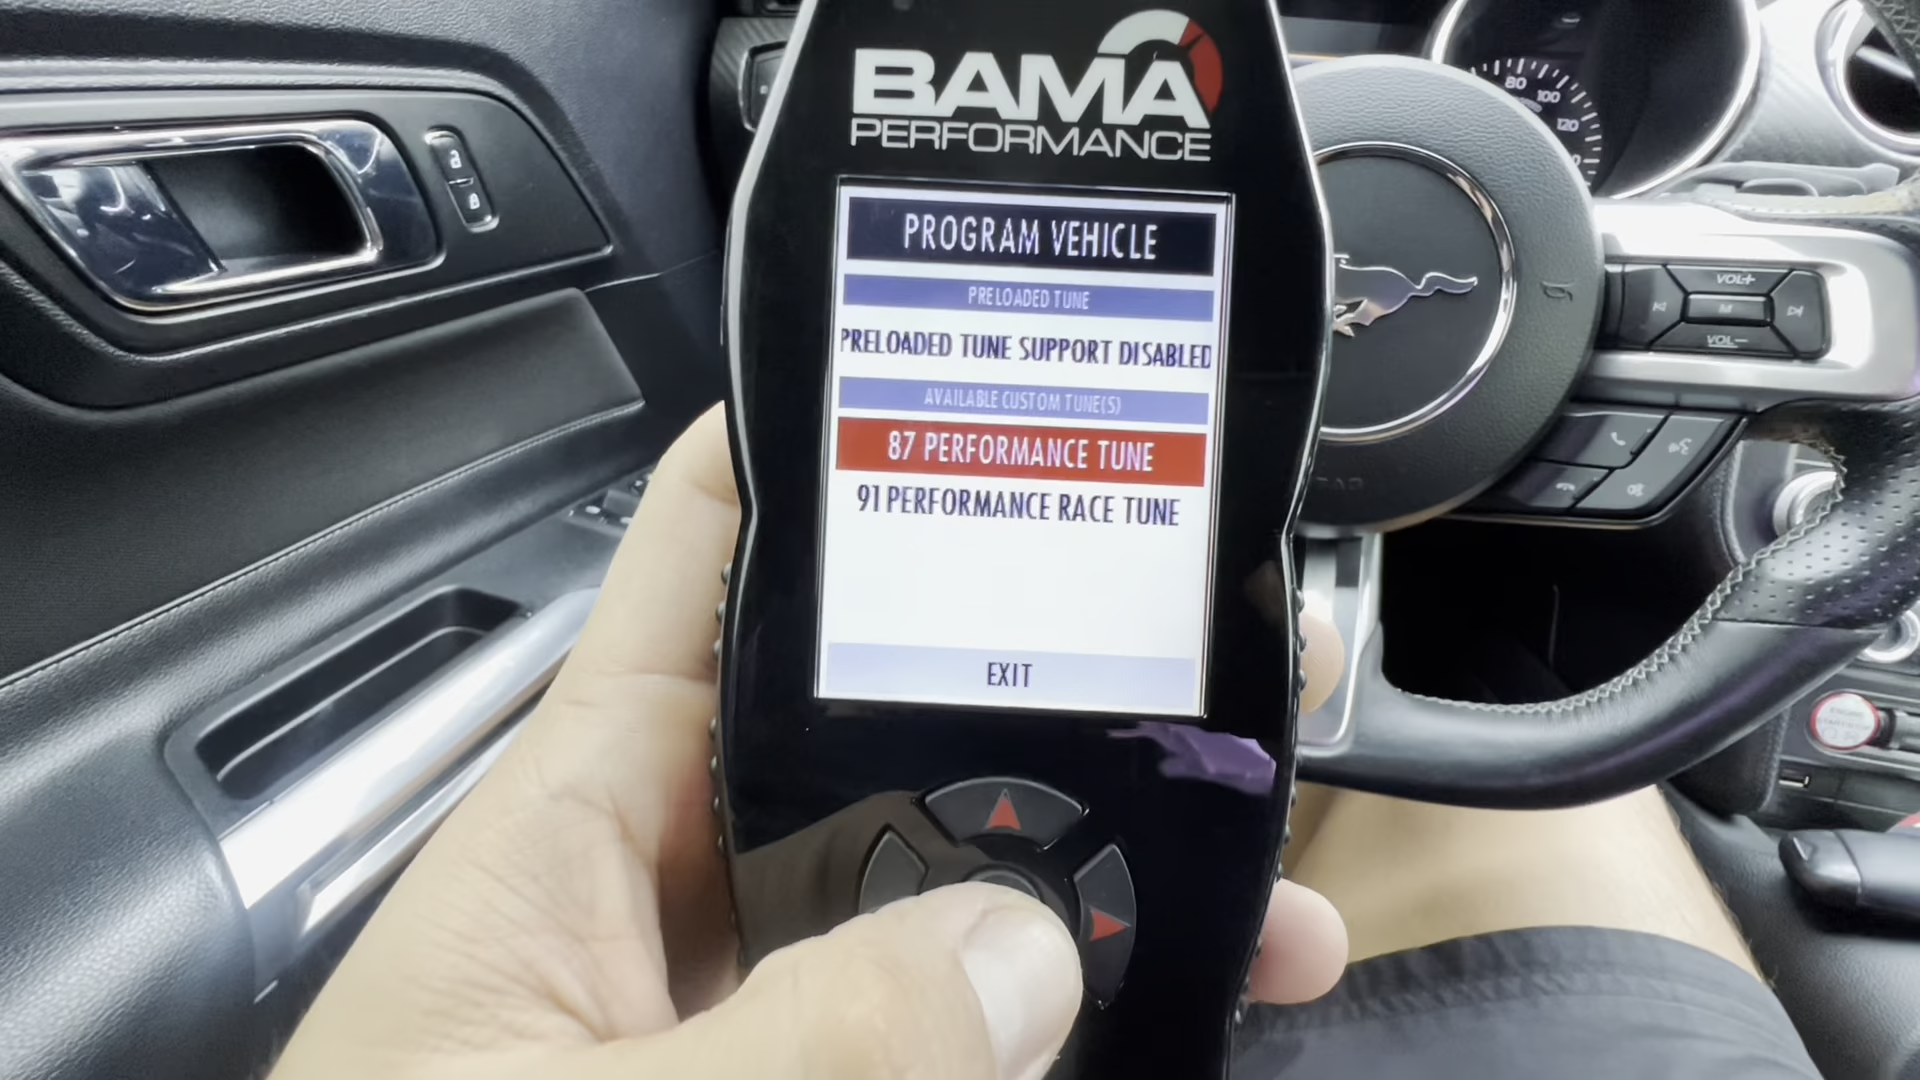 BAMA
PERFORMANCE
PROGRAM VEHICLE
PRELOADED TUNE
PRELOADED TUNE SUPPORT DISABLED
AVAILABLE CUSTOM TUNE(S)
87 PERFORMANCE TUNE
91 PERFORMANCE RACE TUNE
EXIT
80
100
120
VOL+
M
VOL-
ENGINE